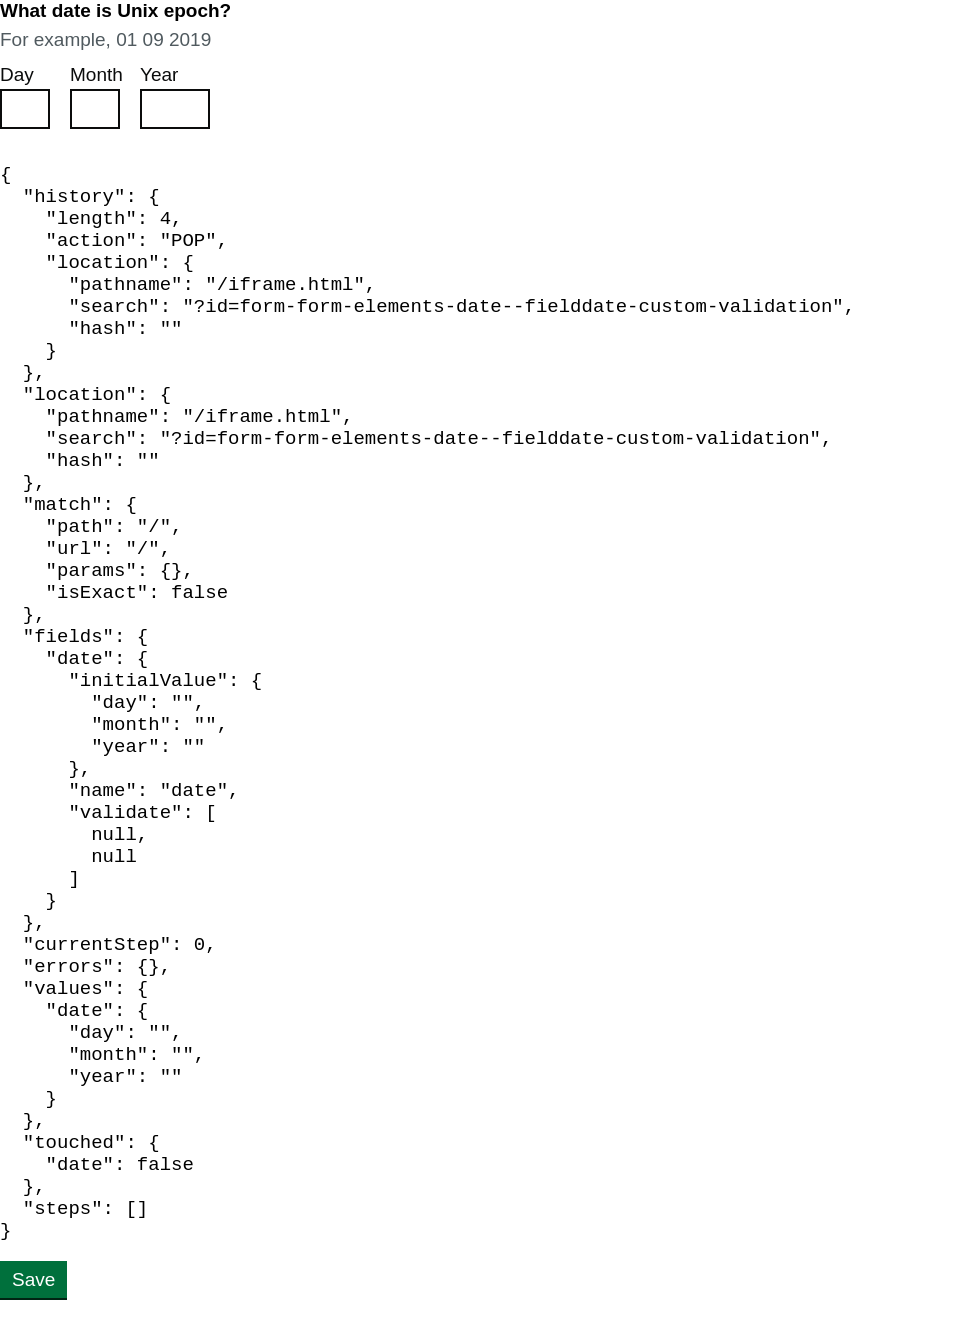 What date is Unix epoch?
For example, 01 09 2019
Day Month Year
{
  "history": {
    "length": 4,
    "action": "POP",
    "location": {
      "pathname": "/iframe.html",
      "search": "?id=form-form-elements-date--fielddate-custom-validation",
      "hash": ""
    }
  },
  "location": {
    "pathname": "/iframe.html",
    "search": "?id=form-form-elements-date--fielddate-custom-validation",
    "hash": ""
  },
  "match": {
    "path": "/",
    "url": "/",
    "params": {},
    "isExact": false
  },
  "fields": {
    "date": {
      "initialValue": {
        "day": "",
        "month": "",
        "year": ""
      },
      "name": "date",
      "validate": [
        null,
        null
      ]
    }
  },
  "currentStep": 0,
  "errors": {},
  "values": {
    "date": {
      "day": "",
      "month": "",
      "year": ""
    }
  },
  "touched": {
    "date": false
  },
  "steps": []
}
Save